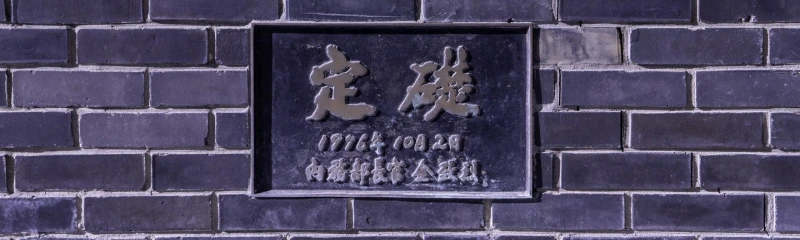 定礎
1976年 10月2日
内務部長官 金致烈